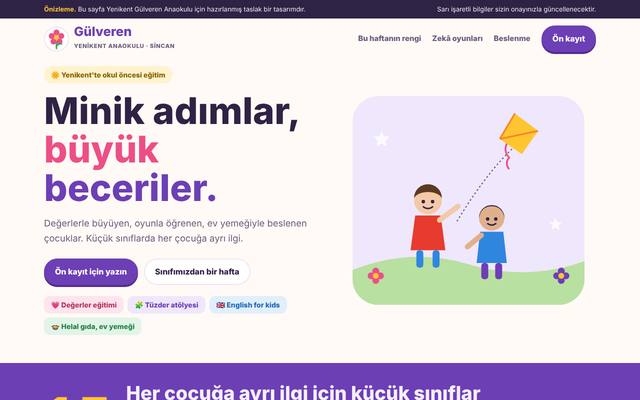 Önizleme. Bu sayfa Yenikent Gülveren Anaokulu için hazırlanmış taslak bir tasarımdır.
Sarı işaretli bilgiler sizin onayınızla güncellenecektir.
Gülveren
YENİKENT ANAOKULU · SİNCAN
Bu haftanın rengi
Zekâ oyunları
Beslenme
Ön kayıt
Yenikent'te okul öncesi eğitim
Minik adımlar,
büyük
beceriler.
Değerlerle büyüyen, oyunla öğrenen, ev yemeğiyle beslenen
çocuklar. Küçük sınıflarda her çocuğa ayrı ilgi.
Ön kayıt için yazın
Sınıfımızdan bir hafta
Değerler eğitimi
Tüzder atölyesi
English for kids
Helal gıda, ev yemeği
Her çocuğa ayrı ilgi için küçük sınıflar